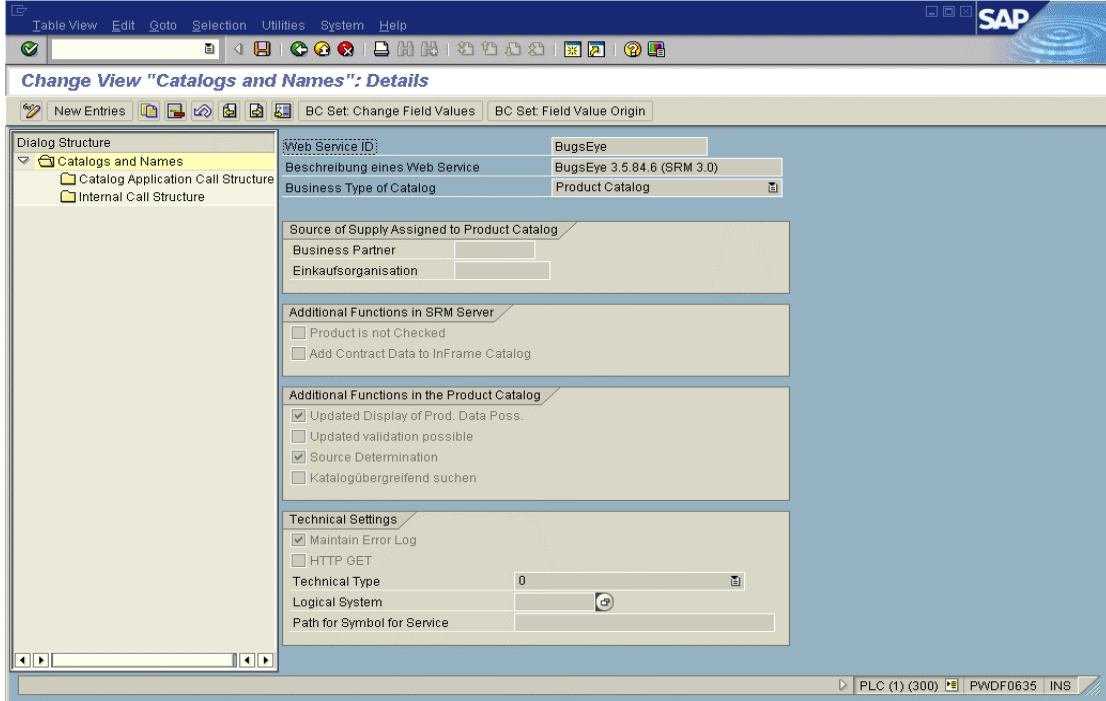 Table View Edit Goto Selection Utilities System Help
SAP
Change View "Catalogs and Names": Details
New Entries BC Set: Change Field Values BC Set: Field Value Origin
Dialog Structure
Catalogs and Names
Catalog Application Call Structure
Internal Call Structure
Web Service ID BugsEye
Beschreibung eines Web Service BugsEye 3.5.84.6 (SRM 3.0)
Business Type of Catalog Product Catalog
Source of Supply Assigned to Product Catalog
Business Partner
Einkaufsorganisation
Additional Functions in SRM Server
Product is not Checked
Add Contract Data to InFrame Catalog
Additional Functions in the Product Catalog
Updated Display of Prod. Data Poss.
Updated validation possible
Source Determination
Katalogübergreifend suchen
Technical Settings
Maintain Error Log
HTTP GET
Technical Type 0
Logical System
Path for Symbol for Service
PLC (1) (300) PWDF0635 INS